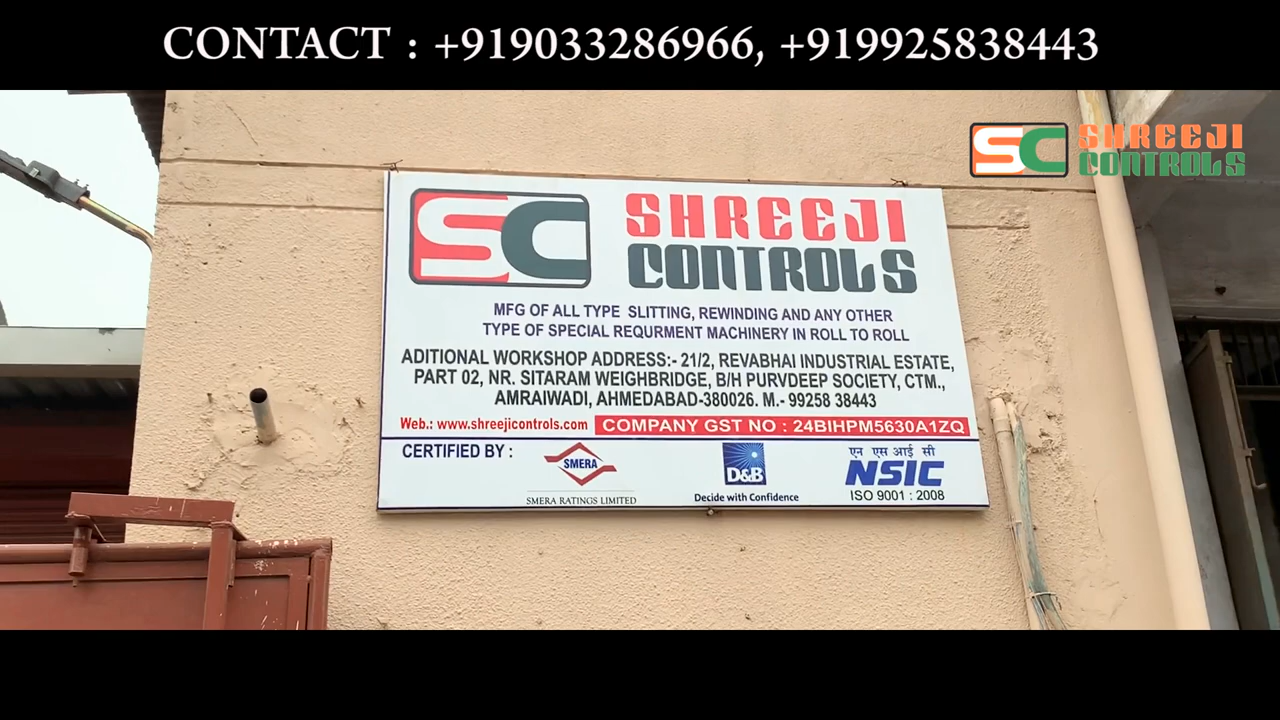 CONTACT : +919033286966, +919925838443
SC SHREEJI
CONTROLS
SC SHREEJI
CONTROLS
MFG OF ALL TYPE SLITTING, REWINDING AND ANY OTHER
TYPE OF SPECIAL REQURMENT MACHINERY IN ROLL TO ROLL
ADITIONAL WORKSHOP ADDRESS:- 21/2, REVABHAI INDUSTRIAL ESTATE,
PART 02, NR. SITARAM WEIGHBRIDGE, B/H PURVDEEP SOCIETY, CTM.,
AMRAIWADI, AHMEDABAD-380026. M.- 99258 38443
Web.: www.shreejicontrols.com COMPANY GST NO : 24BIHPM5630A1ZQ
CERTIFIED BY :
SMERA
SMERA RATINGS LIMITED
D&B
Decide with Confidence
एन एस आई सी
NSIC
ISO 9001 : 2008